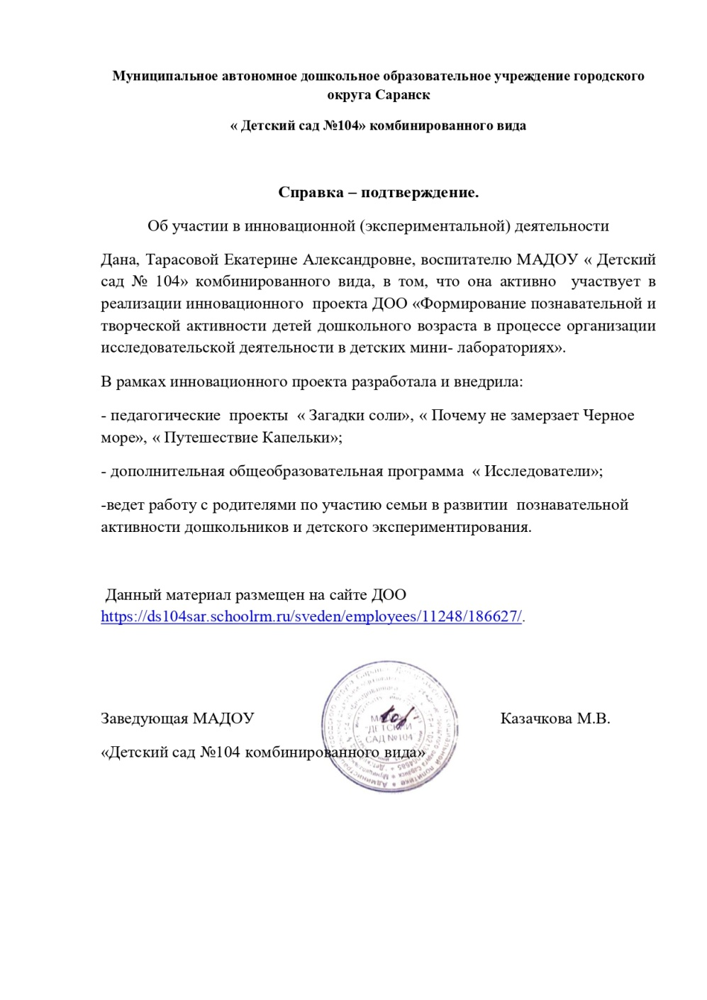 Муниципальное автономное дошкольное образовательное учреждение городского
округа Саранск
« Детский сад №104» комбинированного вида
Справка – подтверждение.
Об участии в инновационной (экспериментальной) деятельности
Дана, Тарасовой Екатерине Александровне, воспитателю МАДОУ « Детский
сад № 104» комбинированного вида, в том, что она активно участвует в
реализации инновационного проекта ДОО «Формирование познавательной и
творческой активности детей дошкольного возраста в процессе организации
исследовательской деятельности в детских мини- лабораториях».
В рамках инновационного проекта разработала и внедрила:
- педагогические проекты « Загадки соли», « Почему не замерзает Черное
море», « Путешествие Капельки»;
- дополнительная общеобразовательная программа « Исследователи»;
-ведет работу с родителями по участию семьи в развитии познавательной
активности дошкольников и детского экспериментирования.
Данный материал размещен на сайте ДОО
https://ds104sar.schoolrm.ru/sveden/employees/11248/186627/.
Заведующая МАДОУ Казачкова М.В.
«Детский сад №104 комбинированного вида»
"ДЕТСКИЙ
САД №104"